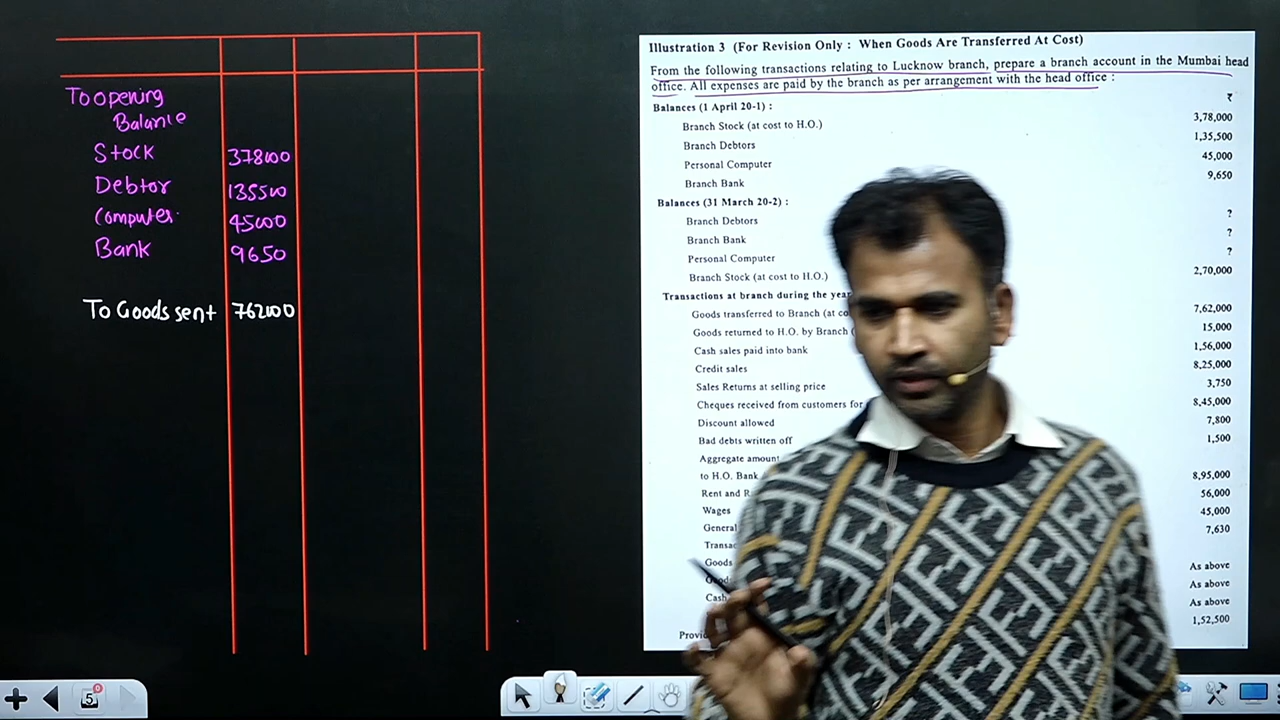 To opening
Balance
Stock 378000
Debtor 135500
Computer 45000
Bank 9650
To Goods sent 762000
Illustration 3 (For Revision Only : When Goods Are Transferred At Cost)
From the following transactions relating to Lucknow branch, prepare a branch account in the Mumbai head
office. All expenses are paid by the branch as per arrangement with the head office :
Balances (1 April 20-1) : ₹
Branch Stock (at cost to H.O.) 3,78,000
Branch Debtors 1,35,500
Personal Computer 45,000
Branch Bank 9,650
Balances (31 March 20-2) :
Branch Debtors ?
Branch Bank ?
Personal Computer ?
Branch Stock (at cost to H.O.) 2,70,000
Transactions at branch during the year
Goods transferred to Branch (at 7,62,000
Goods returned to H.O. by Branch ( 15,000
Cash sales paid into bank 1,56,000
Credit sales 8,25,000
Sales Returns at selling price 3,750
Cheques received from customers for 8,45,000
Discount allowed 7,800
Bad debts written off 1,500
Aggregate amount
to H.O. Bank 8,95,000
Rent and 56,000
Wages 45,000
General 7,630
Goods As above
As above
Cash As above
1,52,500
5